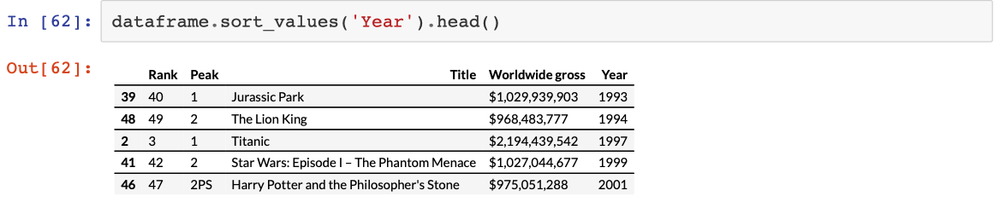 In [62]: dataframe.sort_values('Year').head()
Out[62]:
Rank Peak Title Worldwide gross Year
39 40 1 Jurassic Park $1,029,939,903 1993
48 49 2 The Lion King $968,483,777 1994
2 3 1 Titanic $2,194,439,542 1997
41 42 2 Star Wars: Episode I – The Phantom Menace $1,027,044,677 1999
46 47 2PS Harry Potter and the Philosopher's Stone $975,051,288 2001